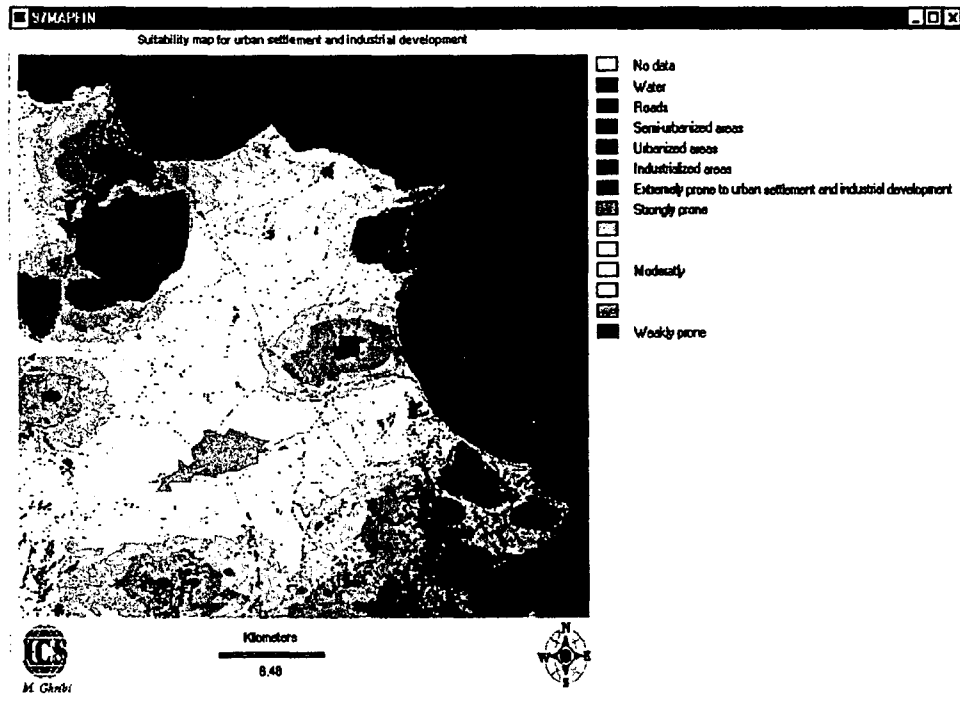 97MAPFIN
Suitability map for urban settlement and industrial development
No data
Water
Roads
Semi-urbanized areas
Urbanized areas
Industrialized areas
Extremely prone to urban settlement and industrial development
Strongly prone
Moderatly
Weakly prone
Kilometers
8,48
N
W E
S
ICS
M. Ghribi